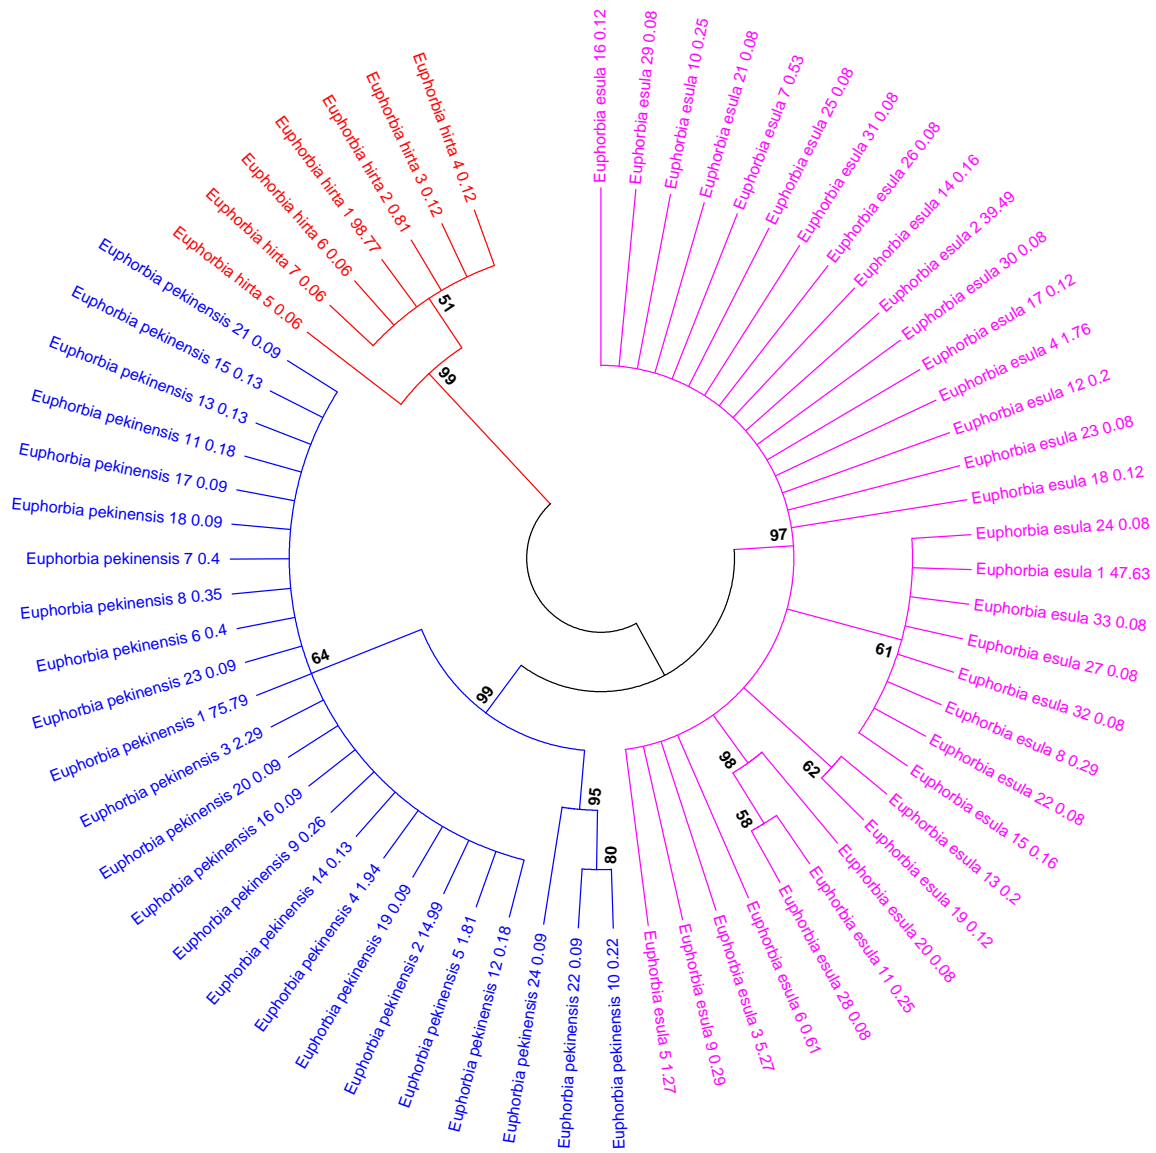 Euphorbia esula 16 0.12
Euphorbia esula 29 0.08
Euphorbia esula 10 0.25
Euphorbia esula 21 0.08
Euphorbia esula 7 0.53
Euphorbia esula 25 0.08
Euphorbia esula 31 0.08
Euphorbia esula 26 0.08
Euphorbia esula 14 0.16
Euphorbia esula 2 39.49
Euphorbia esula 30 0.08
Euphorbia esula 17 0.12
Euphorbia esula 4 1.76
Euphorbia esula 12 0.2
Euphorbia esula 23 0.08
Euphorbia esula 18 0.12
Euphorbia esula 24 0.08
Euphorbia esula 1 47.63
Euphorbia esula 33 0.08
Euphorbia esula 27 0.08
Euphorbia esula 32 0.08
Euphorbia esula 8 0.29
Euphorbia esula 22 0.08
Euphorbia esula 15 0.16
Euphorbia esula 13 0.2
Euphorbia esula 19 0.12
Euphorbia esula 20 0.08
Euphorbia esula 11 0.25
Euphorbia esula 28 0.08
Euphorbia esula 6 0.61
Euphorbia esula 3 5.27
Euphorbia esula 9 0.29
Euphorbia esula 5 1.27
Euphorbia pekinensis 10 0.22
Euphorbia pekinensis 22 0.09
Euphorbia pekinensis 24 0.09
Euphorbia pekinensis 12 0.18
Euphorbia pekinensis 5 1.81
Euphorbia pekinensis 2 14.99
Euphorbia pekinensis 19 0.09
Euphorbia pekinensis 4 1.94
Euphorbia pekinensis 14 0.13
Euphorbia pekinensis 9 0.26
Euphorbia pekinensis 16 0.09
Euphorbia pekinensis 20 0.09
Euphorbia pekinensis 3 2.29
Euphorbia pekinensis 1 75.79
Euphorbia pekinensis 23 0.09
Euphorbia pekinensis 6 0.4
Euphorbia pekinensis 8 0.35
Euphorbia pekinensis 7 0.4
Euphorbia pekinensis 18 0.09
Euphorbia pekinensis 17 0.09
Euphorbia pekinensis 11 0.18
Euphorbia pekinensis 13 0.13
Euphorbia pekinensis 15 0.13
Euphorbia pekinensis 21 0.09
Euphorbia hirta 5 0.06
Euphorbia hirta 7 0.06
Euphorbia hirta 6 0.06
Euphorbia hirta 1 98.77
Euphorbia hirta 2 0.81
Euphorbia hirta 3 0.12
Euphorbia hirta 4 0.12
51
99
97
61
62
98
58
80
95
99
64